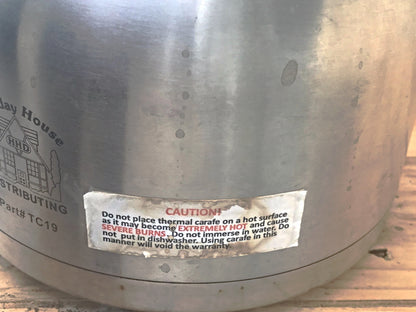 day House
HHD
DISTRIBUTING
Part# TC19
CAUTION!
Do not place thermal carafe on a hot surface
as it may become EXTREMELY HOT and cause
SEVERE BURNS. Do not immerse in water. Do
not put in dishwasher. Using carafe in this
manner will void the warranty.